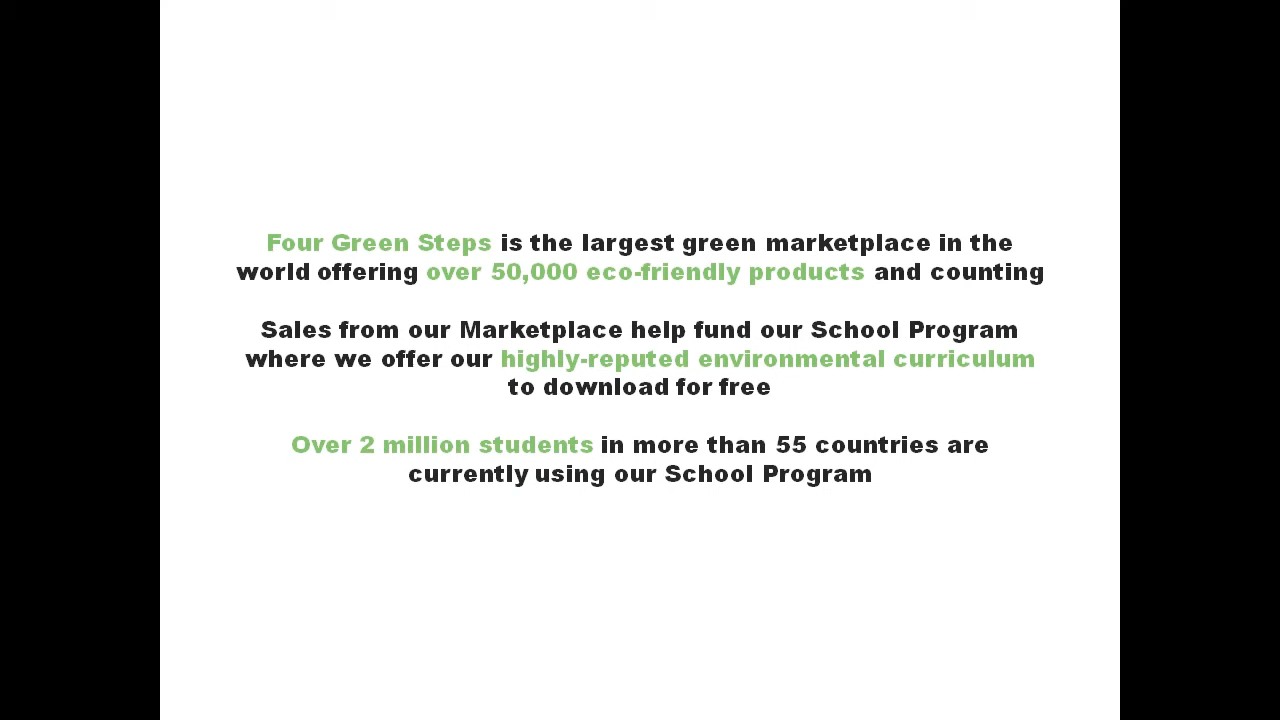 Four Green Steps is the largest green marketplace in the
world offering over 50,000 eco-friendly products and counting
Sales from our Marketplace help fund our School Program
where we offer our highly-reputed environmental curriculum
to download for free
Over 2 million students in more than 55 countries are
currently using our School Program